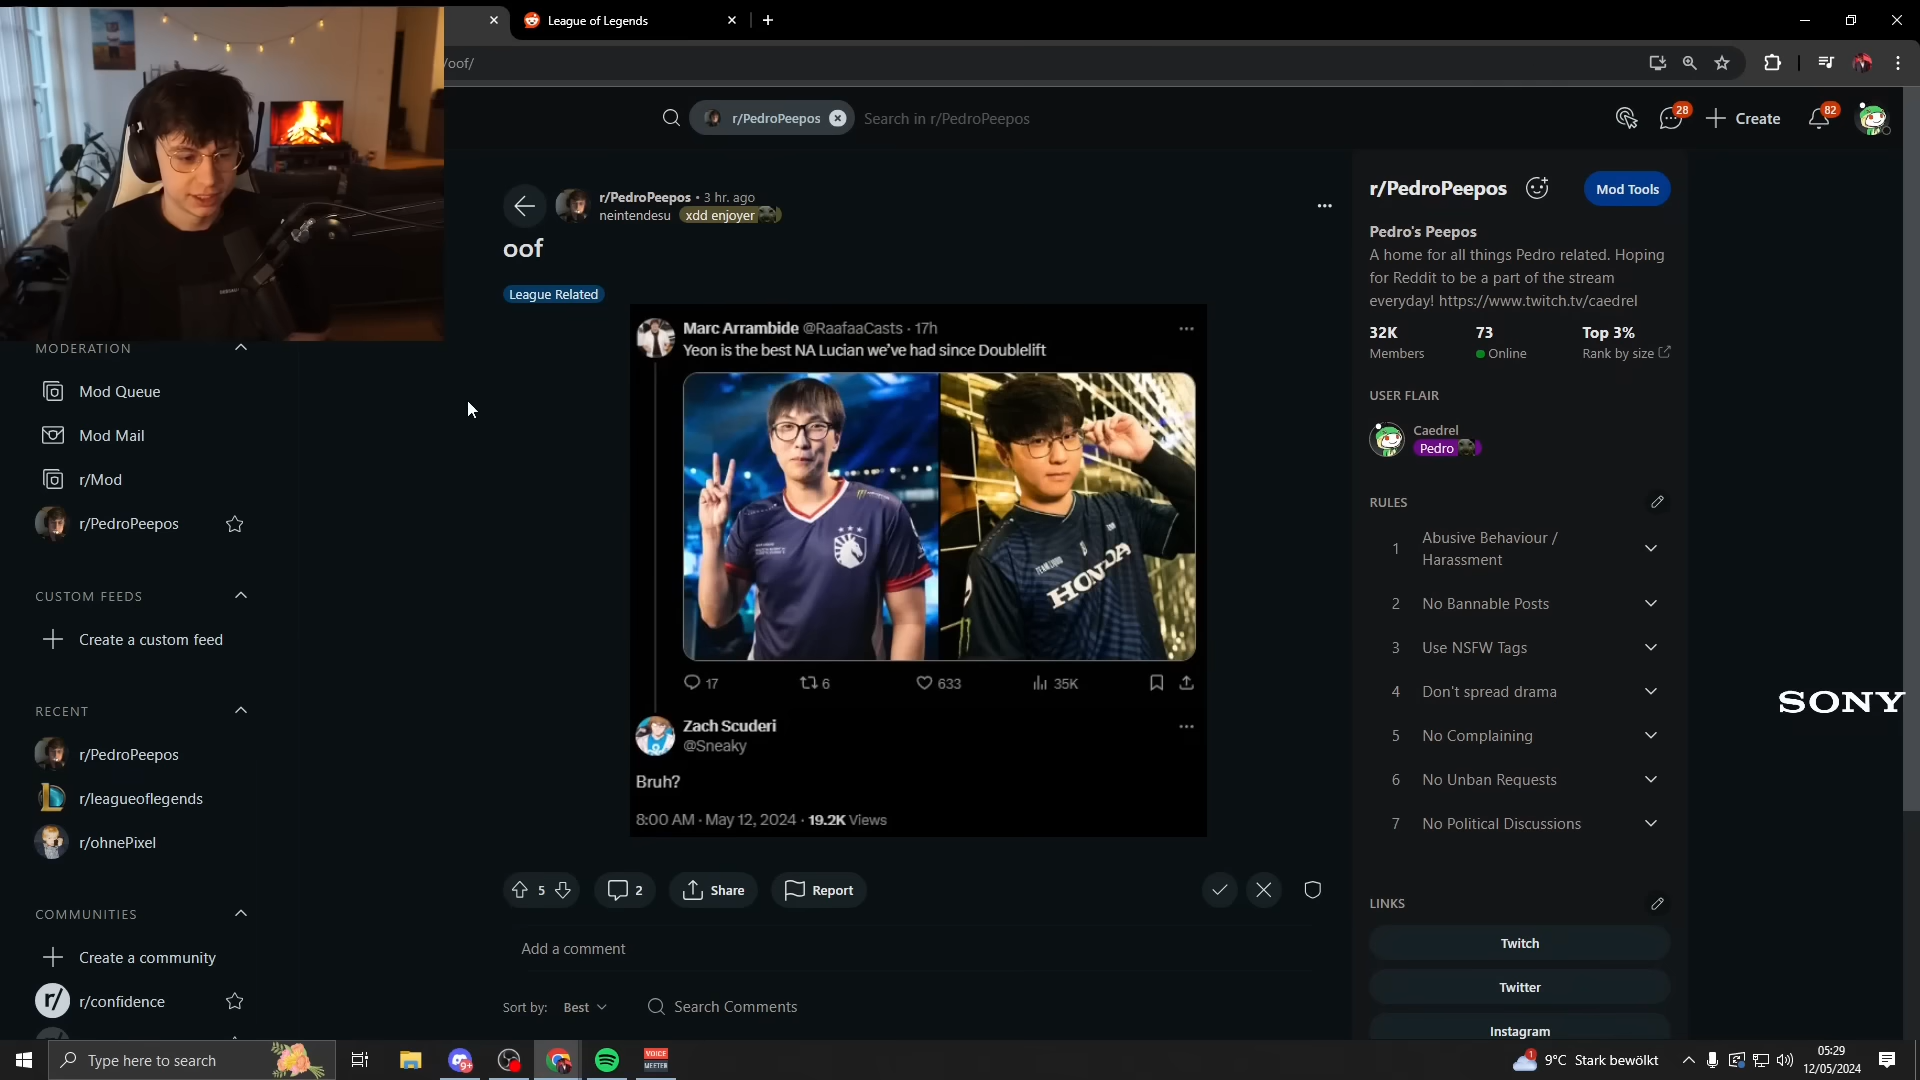 League of Legends
/oof/
r/PedroPeepos
Search in r/PedroPeepos
28
Create
82
r/PedroPeepos • 3 hr. ago
neintendesu xdd enjoyer
oof
League Related
Marc Arrambide @RaafaaCasts · 17h
Yeon is the best NA Lucian we've had since Doublelift
HONDA
17
6
633
35K
Zach Scuderi
@Sneaky
Bruh?
8:00 AM · May 12, 2024 · 19.2K Views
5
2
Share
Report
Add a comment
Sort by: Best
Search Comments
MODERATION
Mod Queue
Mod Mail
r/Mod
r/PedroPeepos
CUSTOM FEEDS
Create a custom feed
RECENT
r/PedroPeepos
r/leagueoflegends
r/ohnePixel
COMMUNITIES
Create a community
r/ r/confidence
r/PedroPeepos
Mod Tools
Pedro's Peepos
A home for all things Pedro related. Hoping
for Reddit to be a part of the stream
everyday! https://www.twitch.tv/caedrel
32K
Members
73
Online
Top 3%
Rank by size
USER FLAIR
Caedrel
Pedro
RULES
1 Abusive Behaviour /
Harassment
2 No Bannable Posts
3 Use NSFW Tags
4 Don't spread drama
5 No Complaining
6 No Unban Requests
7 No Political Discussions
LINKS
Twitch
Twitter
Instagram
SONY
Type here to search
9+
VOICE
MEETER
1
9°C Stark bewölkt
05:29
12/05/2024